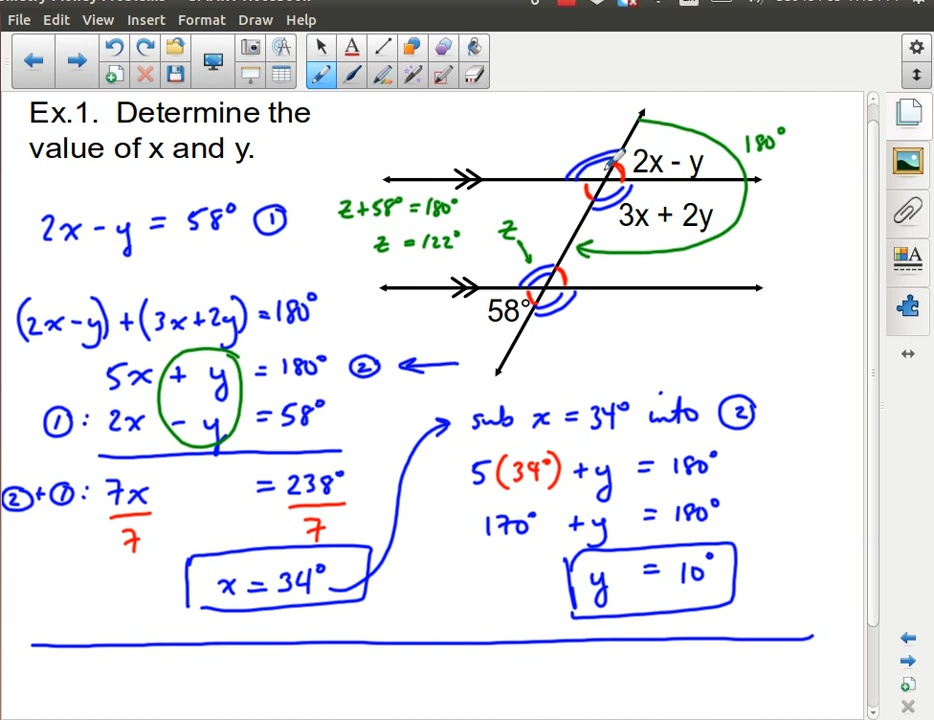 File Edit View Insert Format Draw Help
Ex.1. Determine the
value of x and y.
180°
2x - y
3x + 2y
z + 58° = 180°
z = 122°
z
58°
2x - y = 58° ①
(2x-y) + (3x+2y) = 180°
5x + y = 180° ②
①: 2x - y = 58°
②+①: 7x = 238°
7 7
x = 34°
sub x = 34° into ②
5(34°) + y = 180°
170° + y = 180°
y = 10°